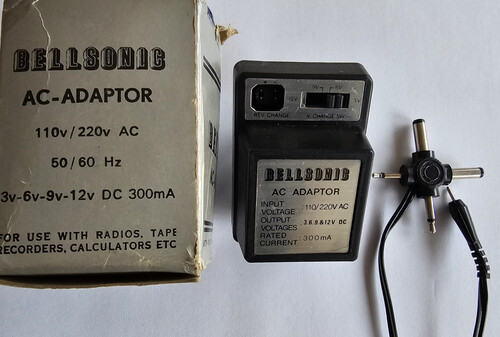 BELLSONIC
AC-ADAPTOR
110v/220v AC
50/60 Hz
3v-6v-9v-12v DC 300mA
FOR USE WITH RADIOS, TAPE
RECORDERS, CALCULATORS ETC
REV CHANGE
V. CHANGE SW
BELLSONIC
AC ADAPTOR
INPUT VOLTAGE : 110/220V AC
OUTPUT VOLTAGES : 3.6.9 &12V DC
RATED CURRENT : 300mA